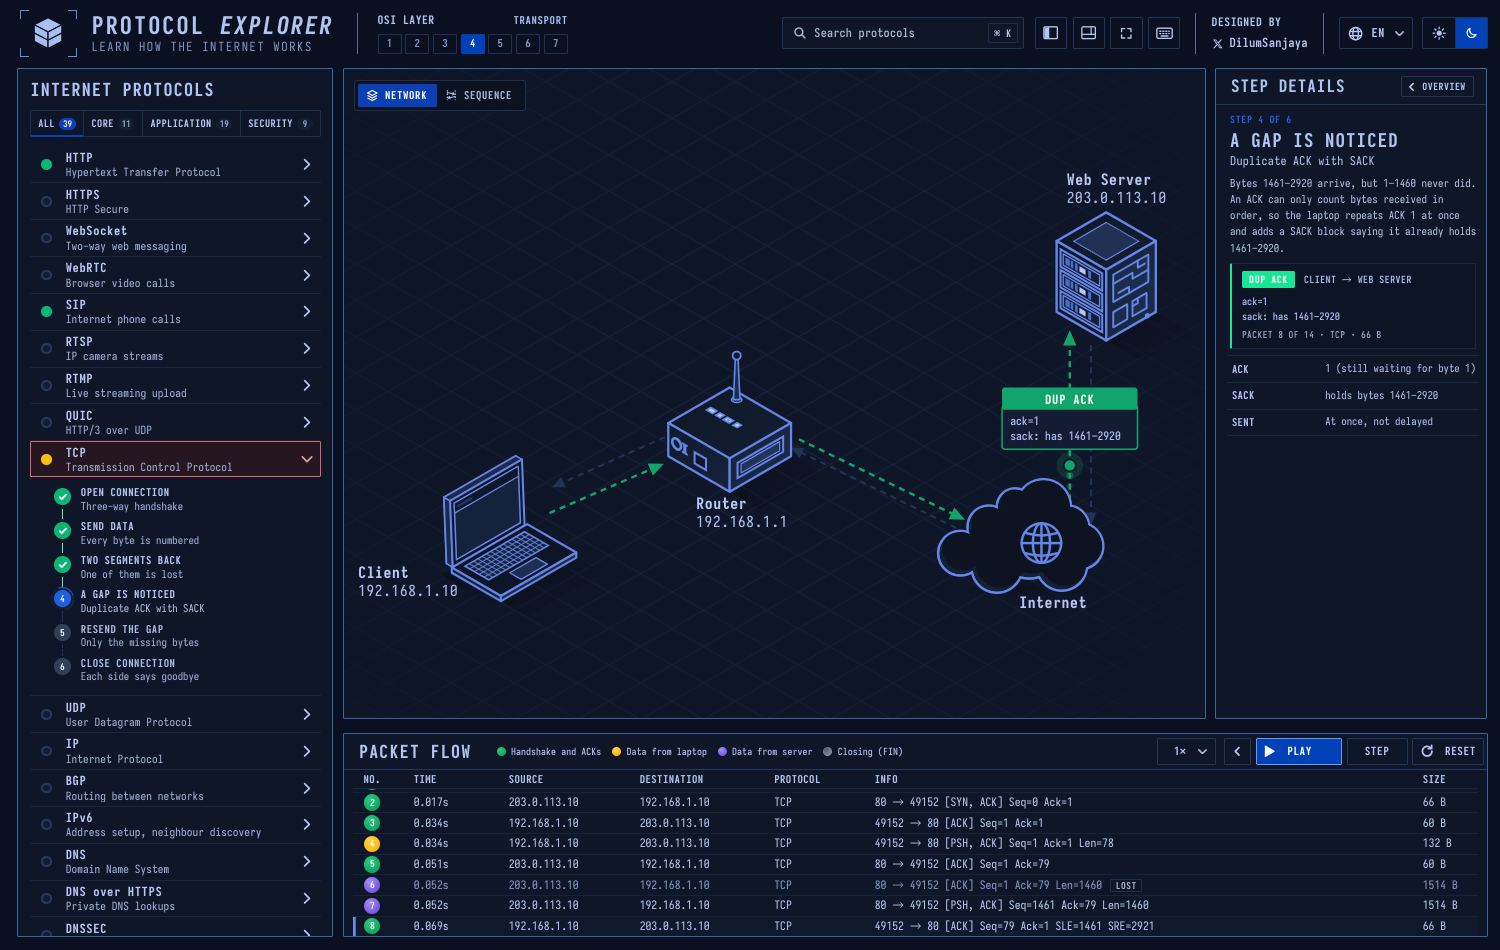 PROTOCOL EXPLORER
LEARN HOW THE INTERNET WORKS
OSI LAYER TRANSPORT
1 2 3 4 5 6 7
Search protocols ⌘ K
DESIGNED BY
DilumSanjaya
EN
INTERNET PROTOCOLS
ALL 39 CORE 11 APPLICATION 19 SECURITY 9
HTTP
Hypertext Transfer Protocol
HTTPS
HTTP Secure
WebSocket
Two-way web messaging
WebRTC
Browser video calls
SIP
Internet phone calls
RTSP
IP camera streams
RTMP
Live streaming upload
QUIC
HTTP/3 over UDP
TCP
Transmission Control Protocol
OPEN CONNECTION
Three-way handshake
SEND DATA
Every byte is numbered
TWO SEGMENTS BACK
One of them is lost
4 A GAP IS NOTICED
Duplicate ACK with SACK
5 RESEND THE GAP
Only the missing bytes
6 CLOSE CONNECTION
Each side says goodbye
UDP
User Datagram Protocol
IP
Internet Protocol
BGP
Routing between networks
IPv6
Address setup, neighbour discovery
DNS
Domain Name System
DNS over HTTPS
Private DNS lookups
DNSSEC
NETWORK SEQUENCE
Web Server
203.0.113.10
DUP ACK
ack=1
sack: has 1461–2920
Router
192.168.1.1
Client
192.168.1.10
Internet
STEP DETAILS OVERVIEW
STEP 4 OF 6
A GAP IS NOTICED
Duplicate ACK with SACK
Bytes 1461–2920 arrive, but 1–1460 never did.
An ACK can only count bytes received in
order, so the laptop repeats ACK 1 at once
and adds a SACK block saying it already holds
1461–2920.
DUP ACK CLIENT → WEB SERVER
ack=1
sack: has 1461–2920
PACKET 8 OF 14 · TCP · 66 B
ACK 1 (still waiting for byte 1)
SACK holds bytes 1461–2920
SENT At once, not delayed
PACKET FLOW Handshake and ACKs Data from laptop Data from server Closing (FIN) 1× PLAY STEP RESET
NO. TIME SOURCE DESTINATION PROTOCOL INFO SIZE
2 0.017s 203.0.113.10 192.168.1.10 TCP 80 → 49152 [SYN, ACK] Seq=0 Ack=1 66 B
3 0.034s 192.168.1.10 203.0.113.10 TCP 49152 → 80 [ACK] Seq=1 Ack=1 60 B
4 0.034s 192.168.1.10 203.0.113.10 TCP 49152 → 80 [PSH, ACK] Seq=1 Ack=1 Len=78 132 B
5 0.051s 203.0.113.10 192.168.1.10 TCP 80 → 49152 [ACK] Seq=1 Ack=79 60 B
6 0.052s 203.0.113.10 192.168.1.10 TCP 80 → 49152 [ACK] Seq=1 Ack=79 Len=1460 LOST 1514 B
7 0.052s 203.0.113.10 192.168.1.10 TCP 80 → 49152 [PSH, ACK] Seq=1461 Ack=79 Len=1460 1514 B
8 0.069s 192.168.1.10 203.0.113.10 TCP 49152 → 80 [ACK] Seq=79 Ack=1 SLE=1461 SRE=2921 66 B